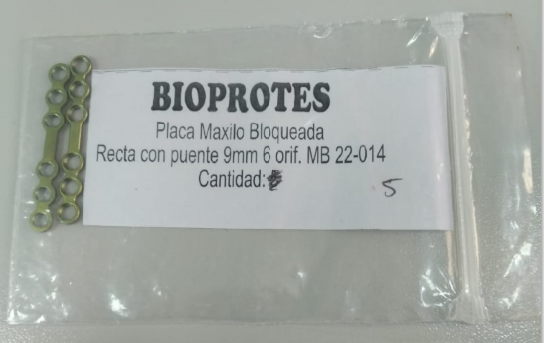 BIOPROTES
Placa Maxilo Bloqueada
Recta con puente 9mm 6 orif. MB 22-014
Cantidad: 5